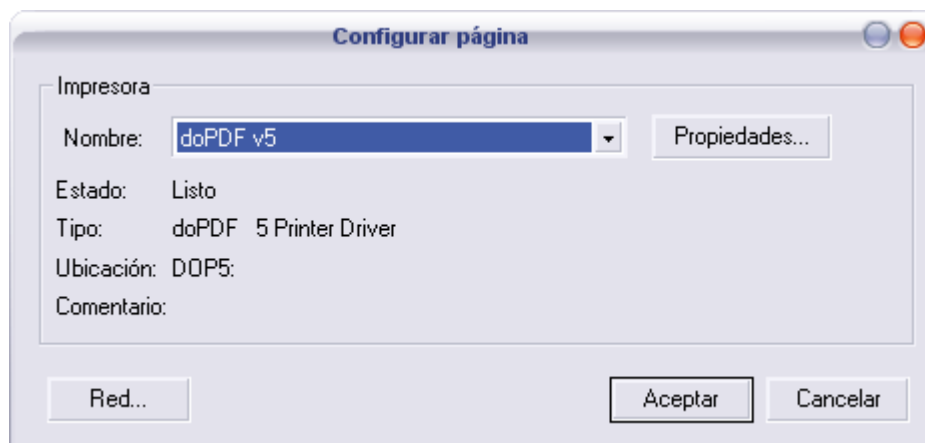 Configurar página
Impresora
Nombre: doPDF v5 Propiedades...
Estado: Listo
Tipo: doPDF 5 Printer Driver
Ubicación: DOP5:
Comentario:
Red... Aceptar Cancelar